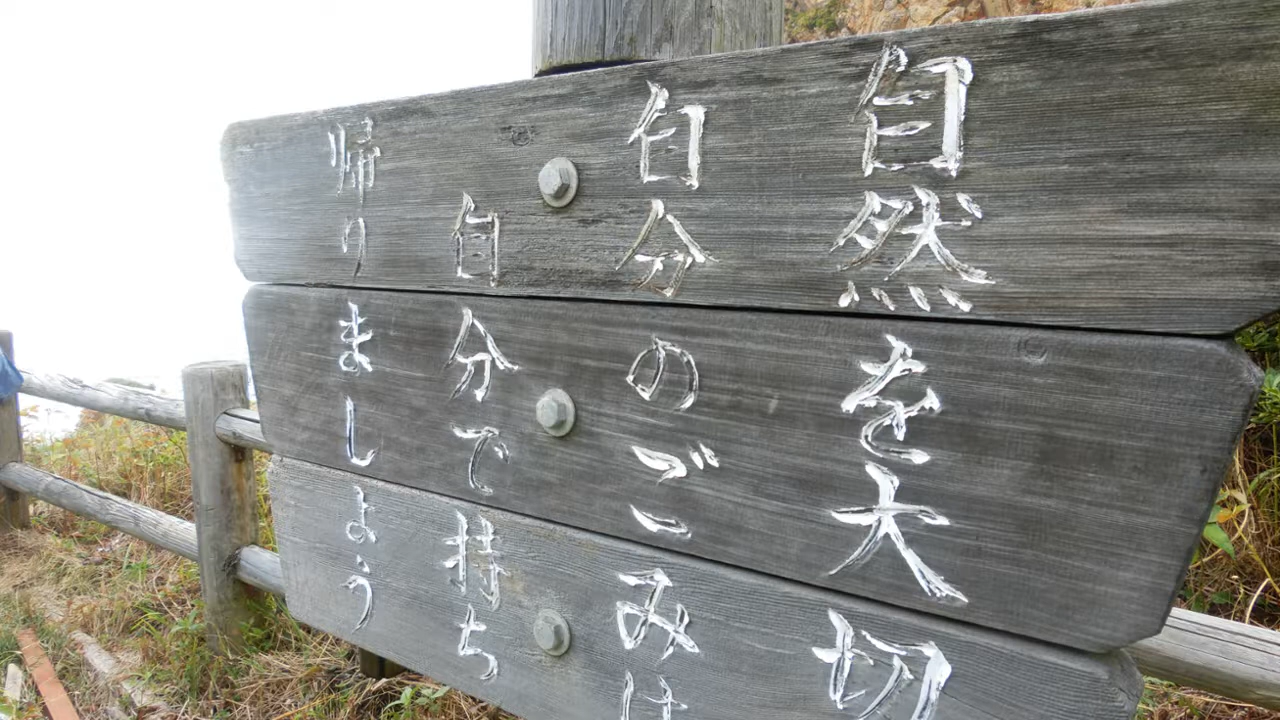 自然を大切
自分のごみは
自分で持ち
帰りましょう